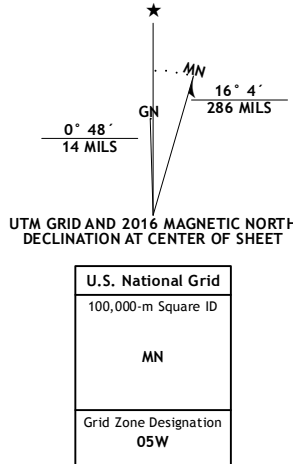 MN
GN
16° 4´
286 MILS
0° 48´
14 MILS
UTM GRID AND 2016 MAGNETIC NORTH
DECLINATION AT CENTER OF SHEET
U.S. National Grid
100,000-m Square ID
MN
Grid Zone Designation
05W